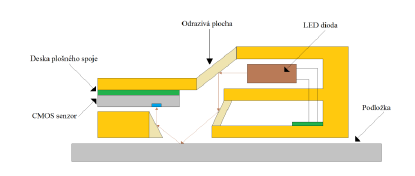 Odrazivá plocha
LED dioda
Deska plošného spoje
CMOS senzor
Podložka